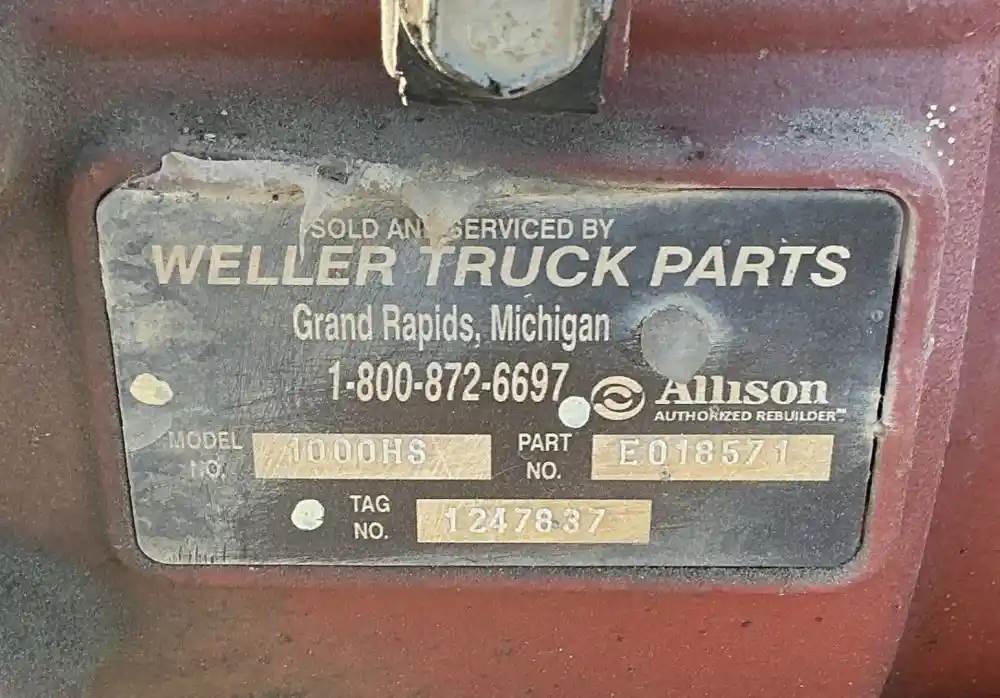 SOLD AND SERVICED BY
WELLER TRUCK PARTS
Grand Rapids, Michigan
1-800-872-6697
Allison
AUTHORIZED REBUILDER™
MODEL NO. 1000HS PART NO. E018571
TAG NO. 1247837